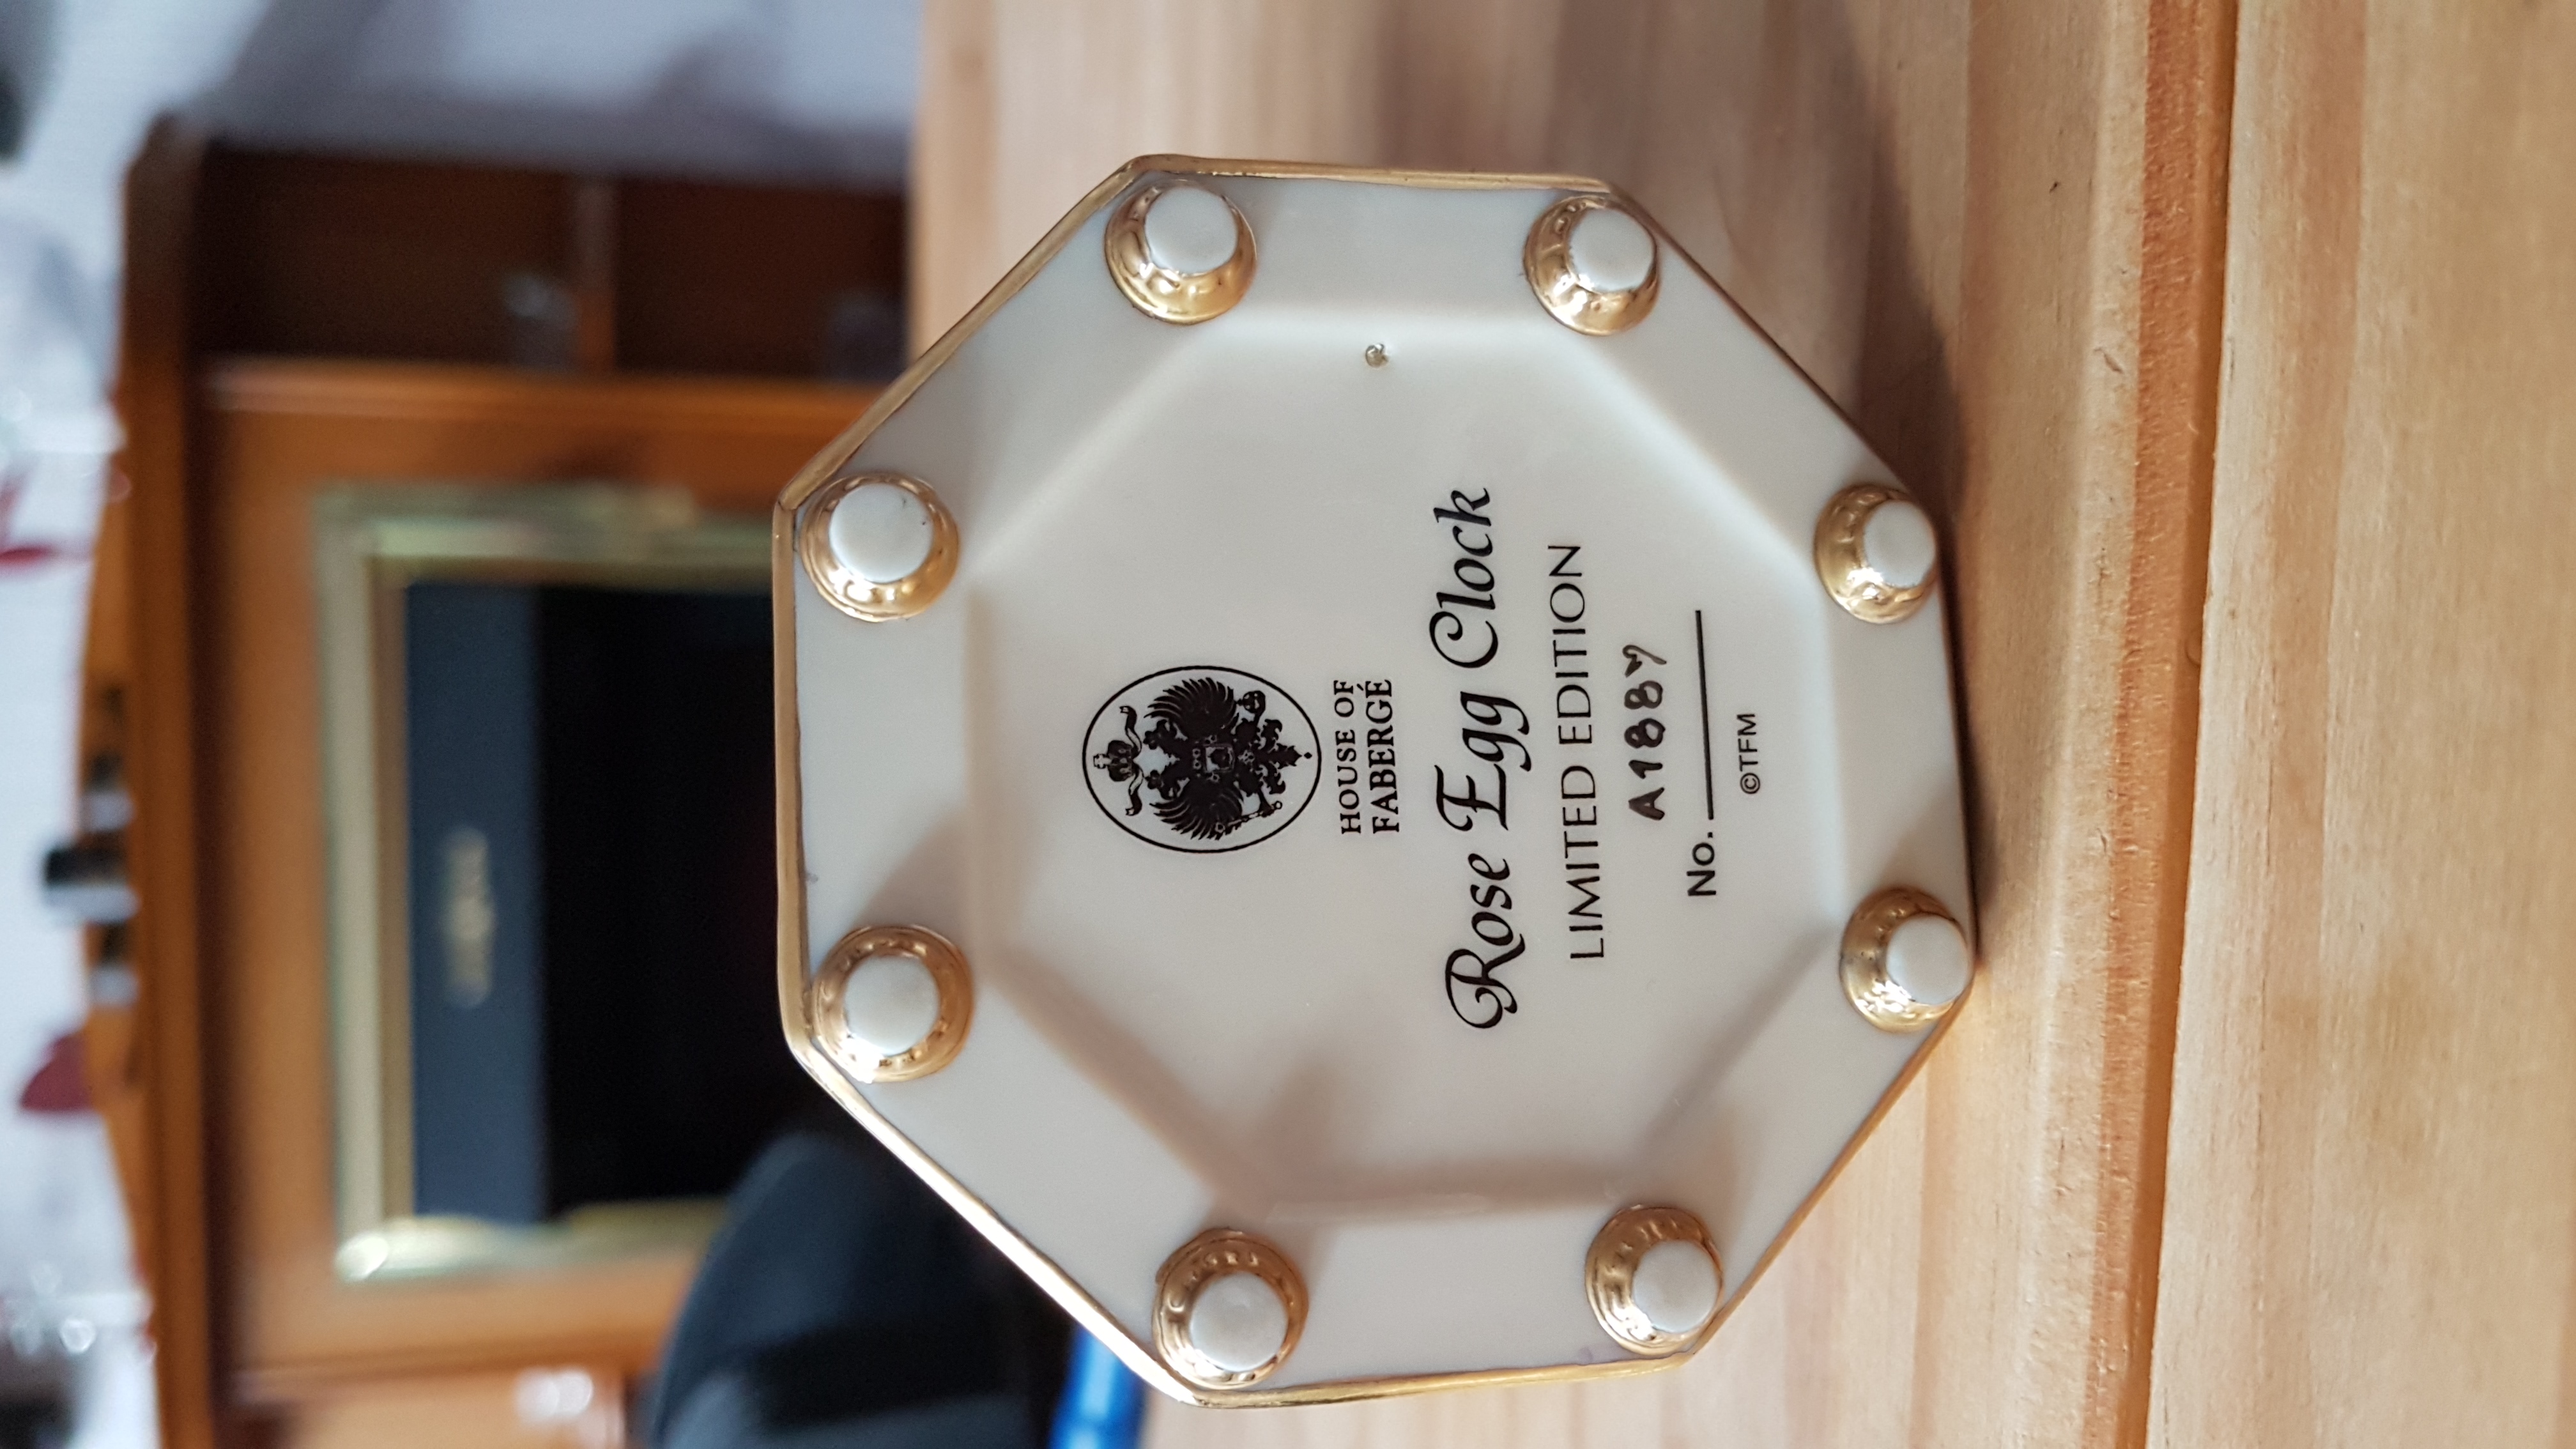 HOUSE OF
FABERGÉ
Rose Egg Clock
LIMITED EDITION
A1887
No.
©TFM